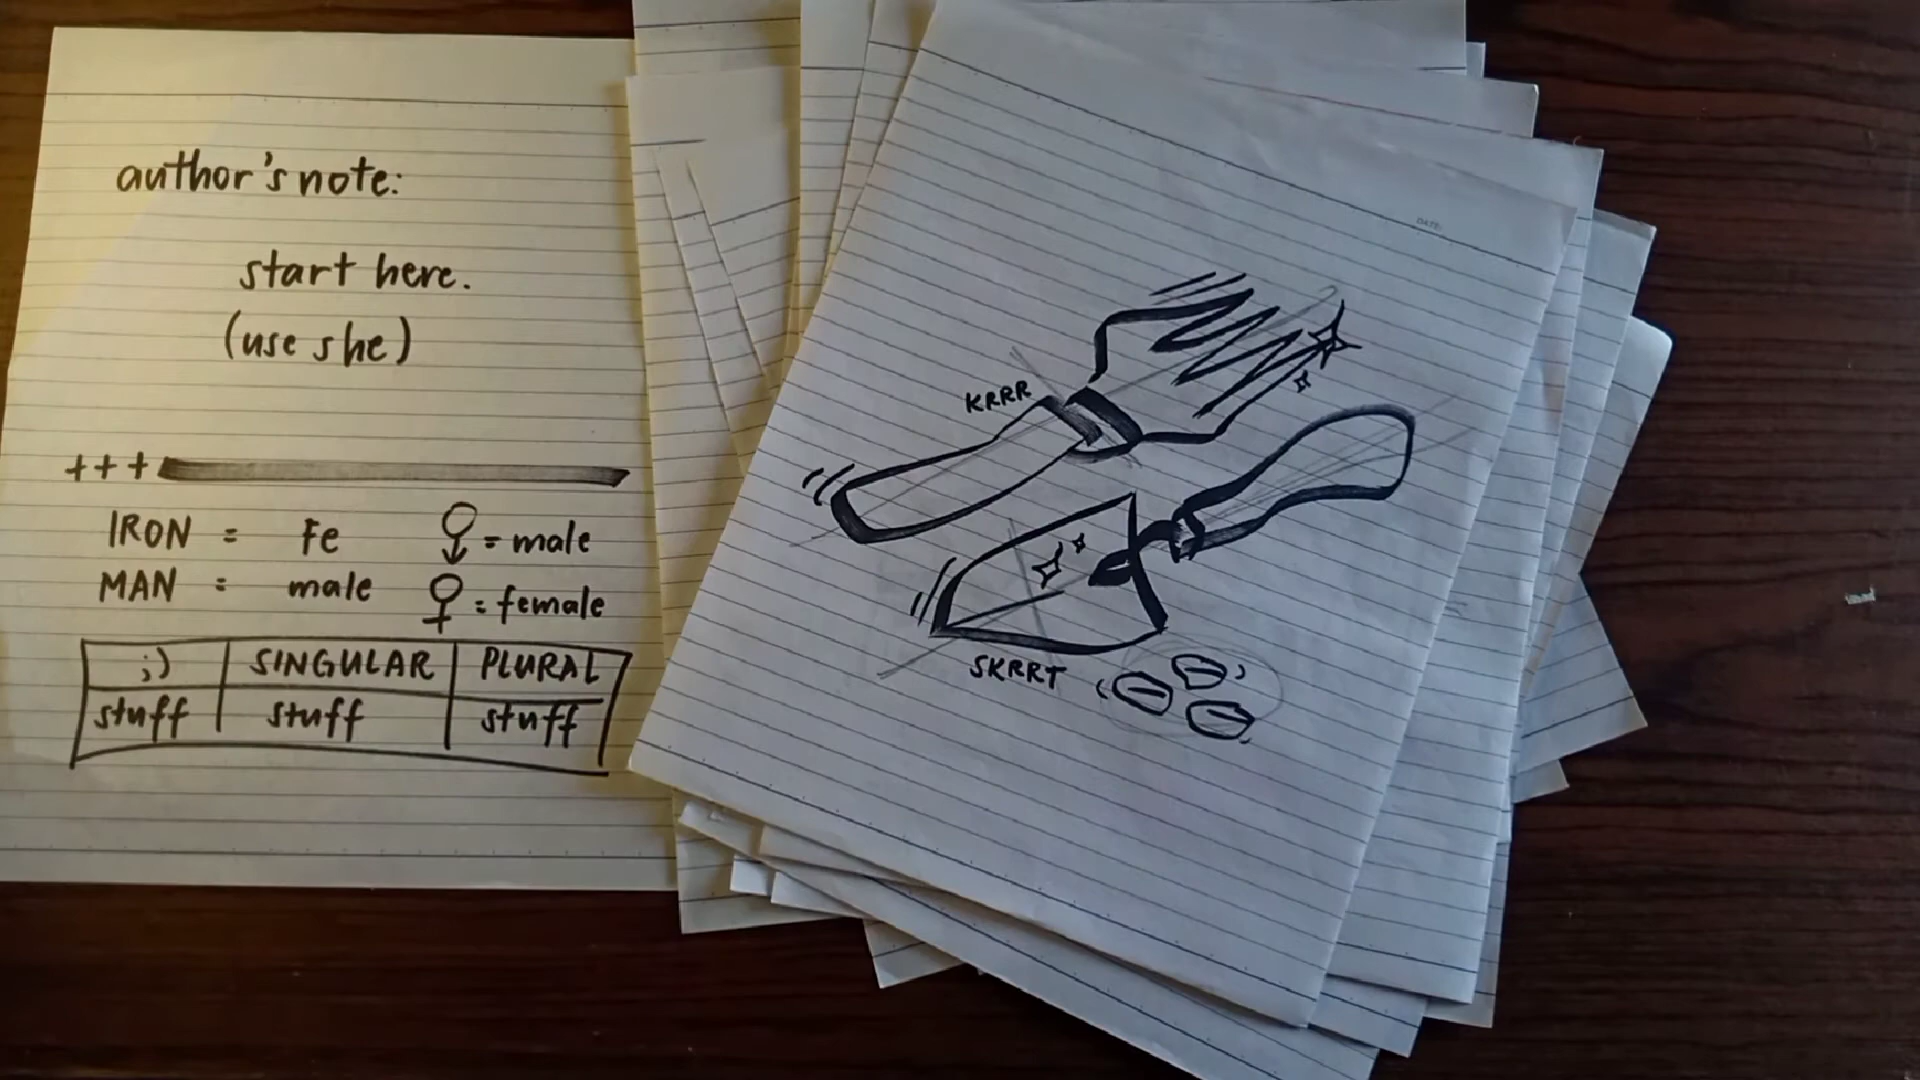 author's note:
start here.
(use she)
+++
IRON = Fe ♀ = male
MAN = male ♀ = female
;) SINGULAR PLURAL
stuff stuff stuff
DATE:
KRRR
SKRRT